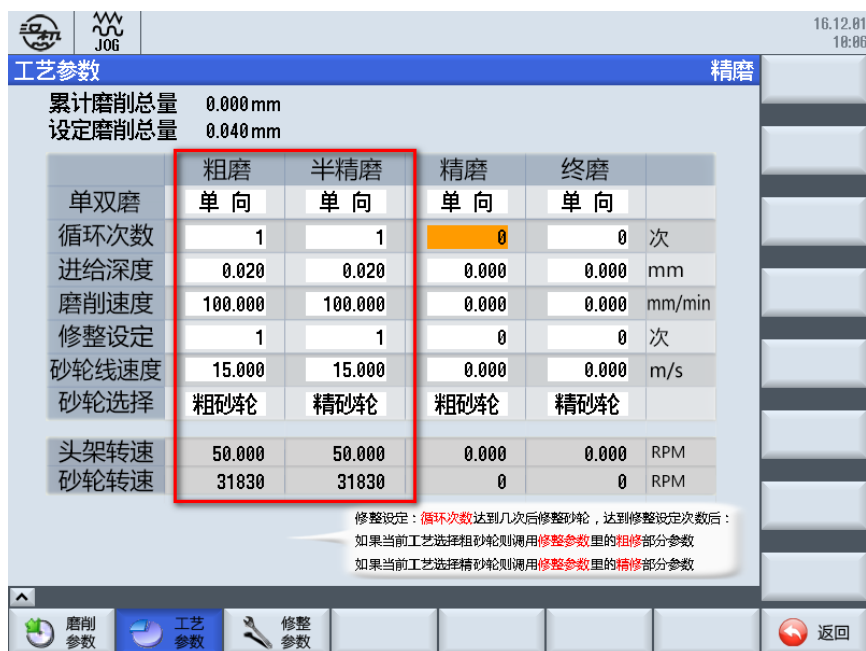 汉机
JOG
16.12.01
10:06
工艺参数 精磨
累计磨削总量 0.000 mm
设定磨削总量 0.040 mm
粗磨 半精磨 精磨 终磨
单双磨 单向 单向 单向 单向
循环次数 1 1 0 0 次
进给深度 0.020 0.020 0.000 0.000 mm
磨削速度 100.000 100.000 0.000 0.000 mm/min
修整设定 1 1 0 0 次
砂轮线速度 15.000 15.000 0.000 0.000 m/s
砂轮选择 粗砂轮 精砂轮 粗砂轮 精砂轮
头架转速 50.000 50.000 0.000 0.000 RPM
砂轮转速 31830 31830 0 0 RPM
修整设定：循环次数达到几次后修整砂轮，达到修整设定次数后：
如果当前工艺选择粗砂轮则调用修整参数里的粗修部分参数
如果当前工艺选择精砂轮则调用修整参数里的精修部分参数
磨削参数 工艺参数 修整参数 返回